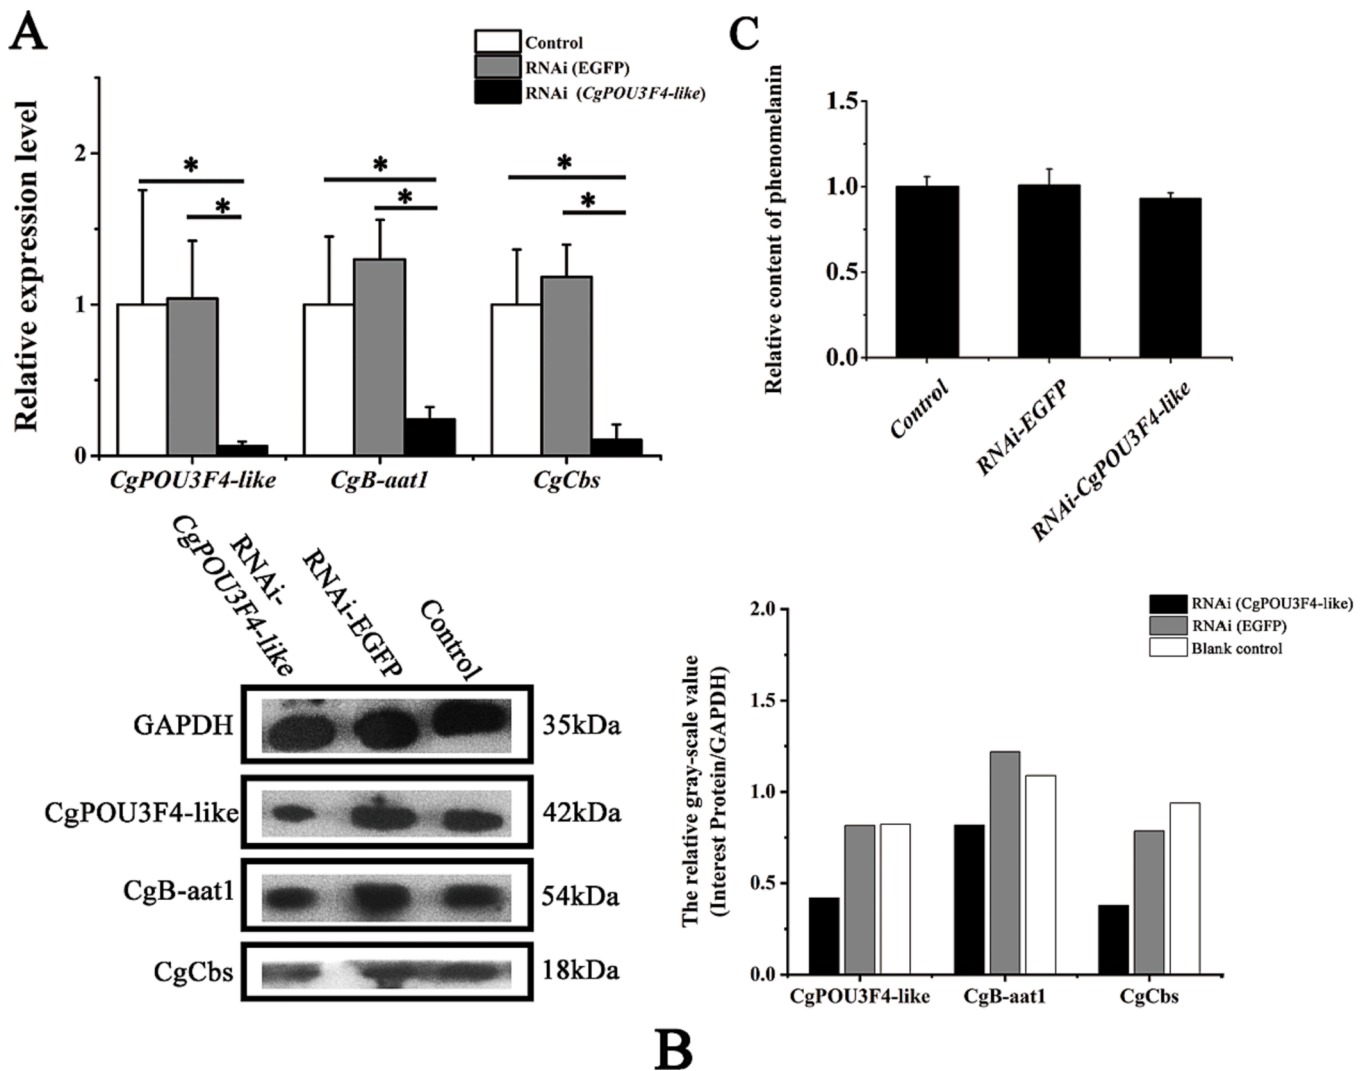 A
Control
RNAi (EGFP)
RNAi (CgPOU3F4-like)
Relative expression level
2
1
0
*
*
*
*
*
*
CgPOU3F4-like
CgB-aat1
CgCbs
C
Relative content of phenomelanin
1.5
1.0
0.5
0.0
Control
RNAi-EGFP
RNAi-CgPOU3F4-like
RNAi-
CgPOU3F4-like
RNAi-EGFP
Control
GAPDH
35kDa
CgPOU3F4-like
42kDa
CgB-aat1
54kDa
CgCbs
18kDa
RNAi (CgPOU3F4-like)
RNAi (EGFP)
Blank control
The relative gray-scale value
(Interest Protein/GAPDH)
2.0
1.5
1.0
0.5
0.0
CgPOU3F4-like
CgB-aat1
CgCbs
B